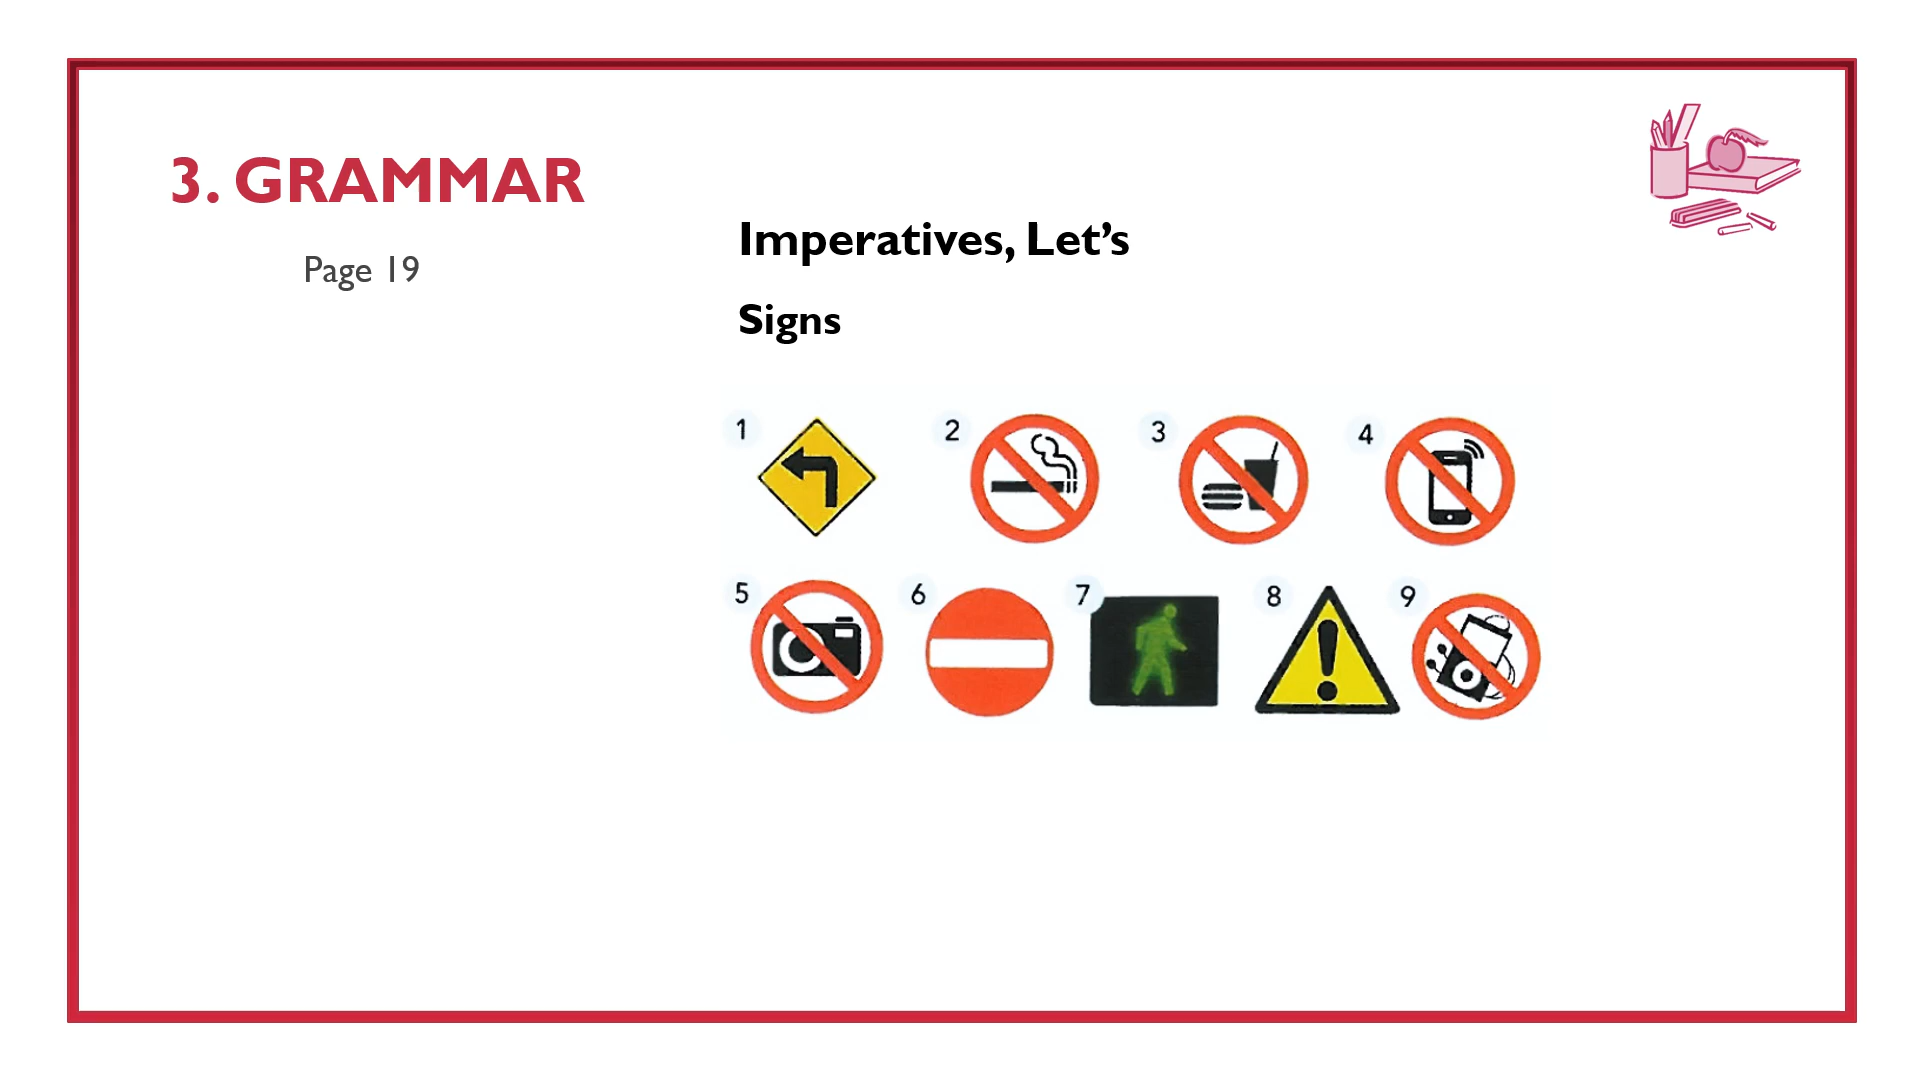 3. GRAMMAR
Page 19
Imperatives, Let’s
Signs
1 2 3 4
5 6 7 8 9